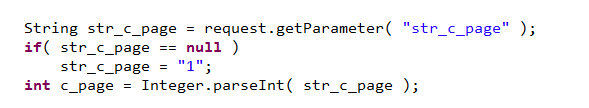 String str_c_page = request.getParameter( "str_c_page" );
if( str_c_page == null )
    str_c_page = "1";
int c_page = Integer.parseInt( str_c_page );